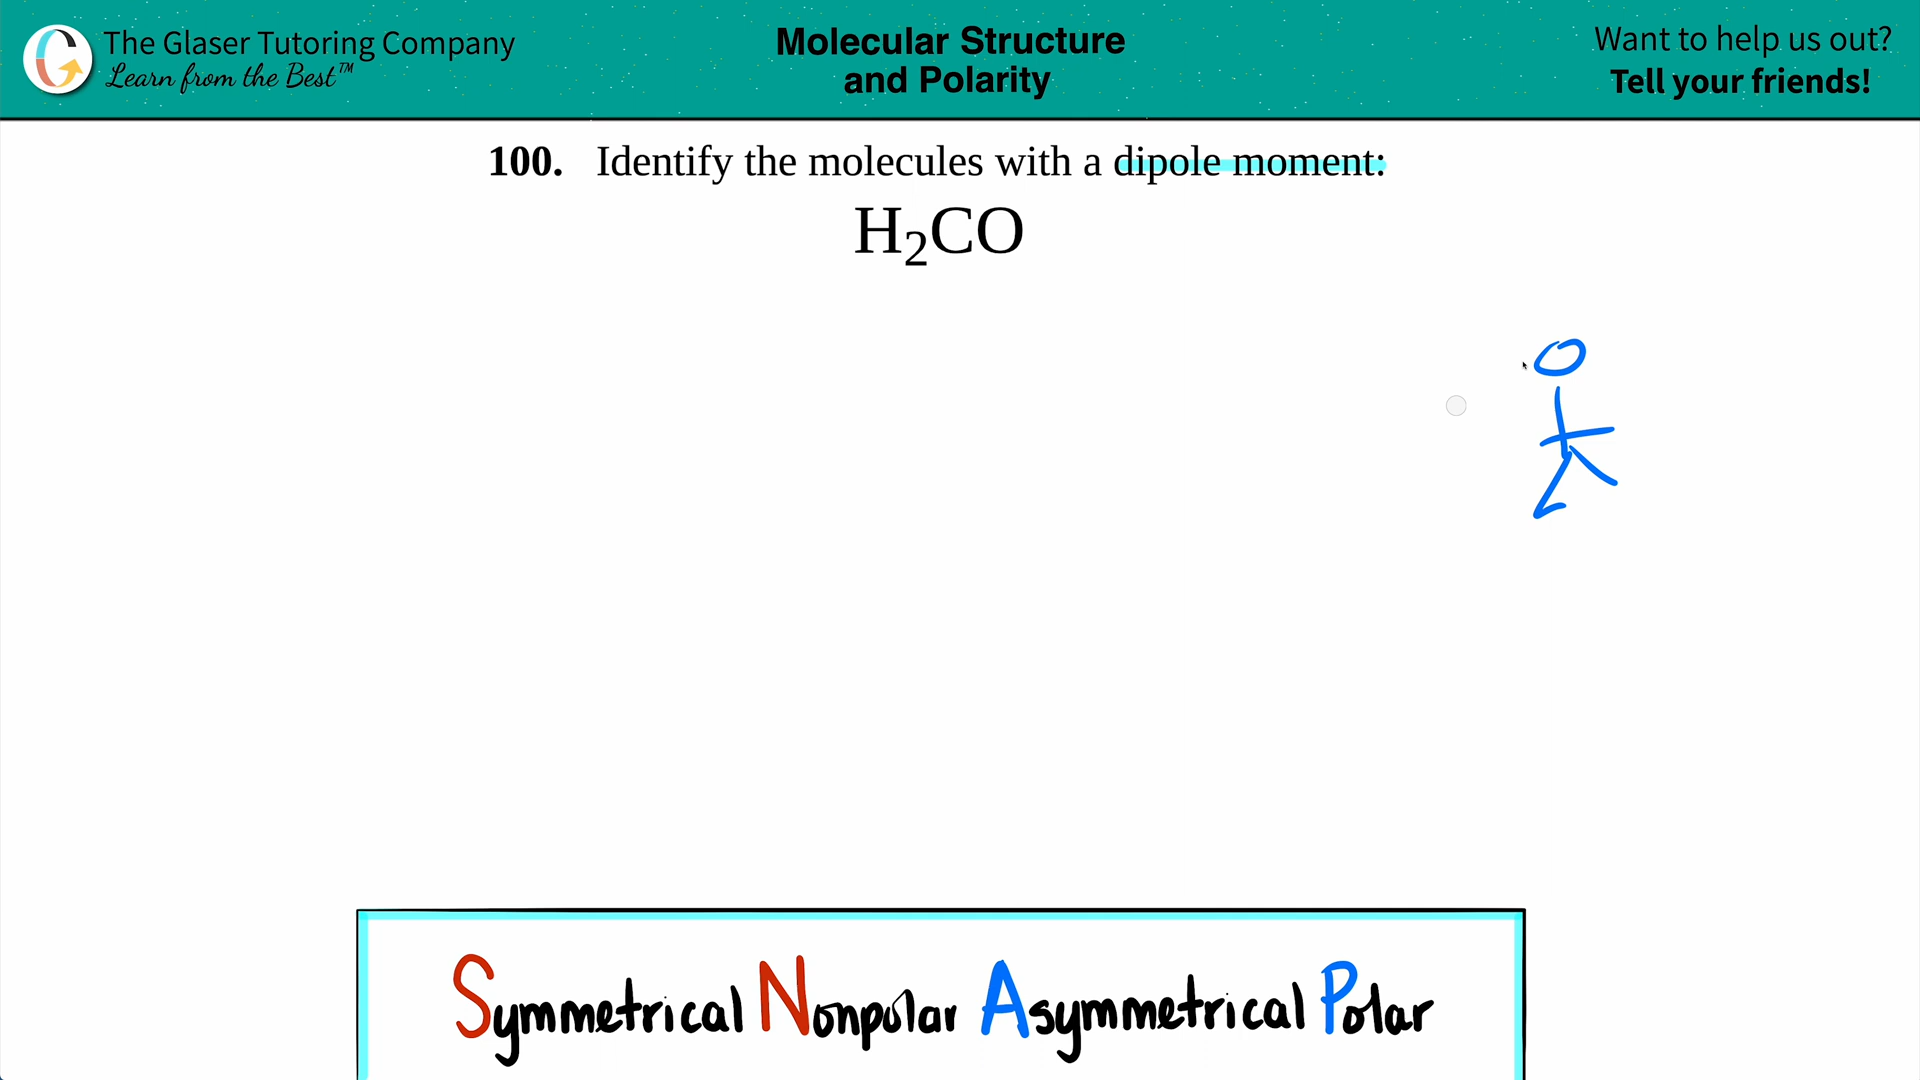 The Glaser Tutoring Company
Learn from the Best™
Molecular Structure
and Polarity
Want to help us out?
Tell your friends!
100. Identify the molecules with a dipole moment:
H₂CO
Symmetrical Nonpolar Asymmetrical Polar